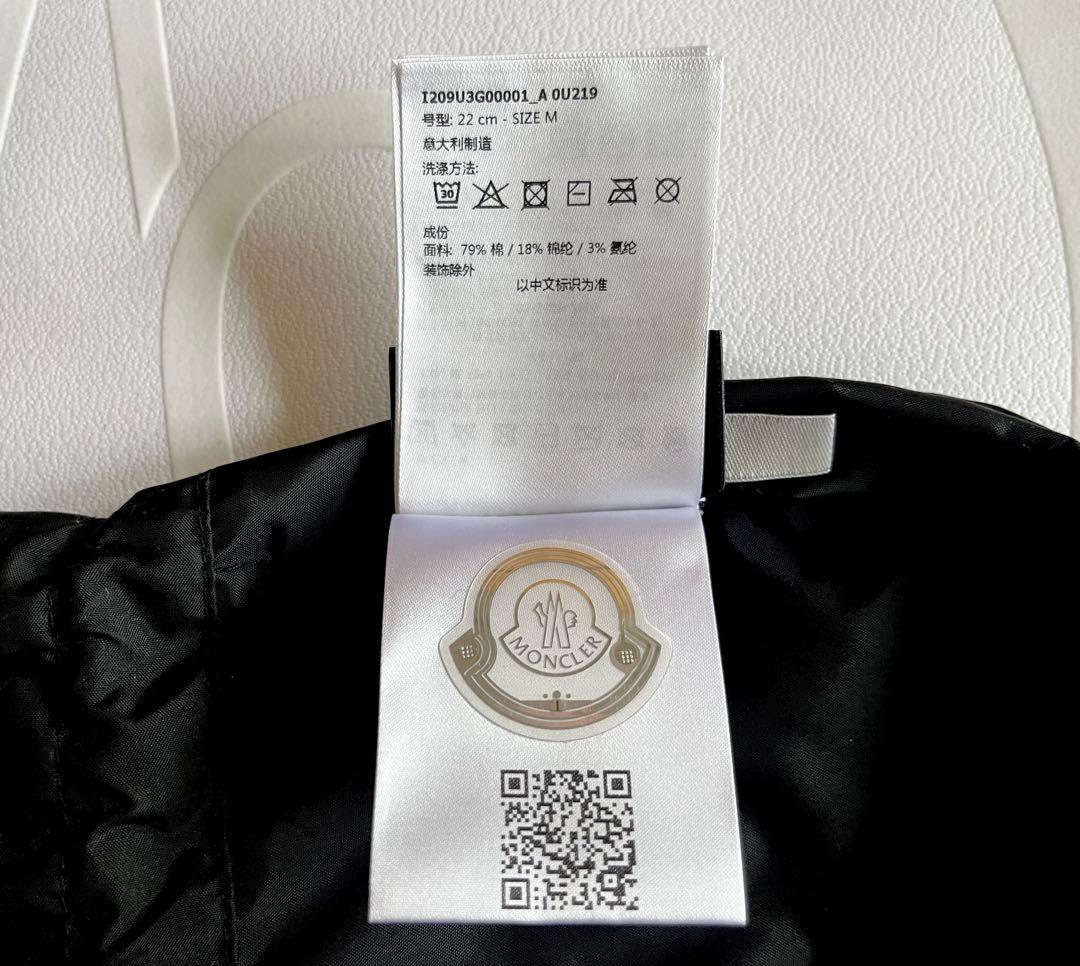 I209U3G00001_A 0U219
号型: 22 cm - SIZE M
意大利制造
洗涤方法:
30
成份
面料: 79% 棉 / 18% 锦纶 / 3% 氨纶
装饰除外
以中文标识为准
MONCLER